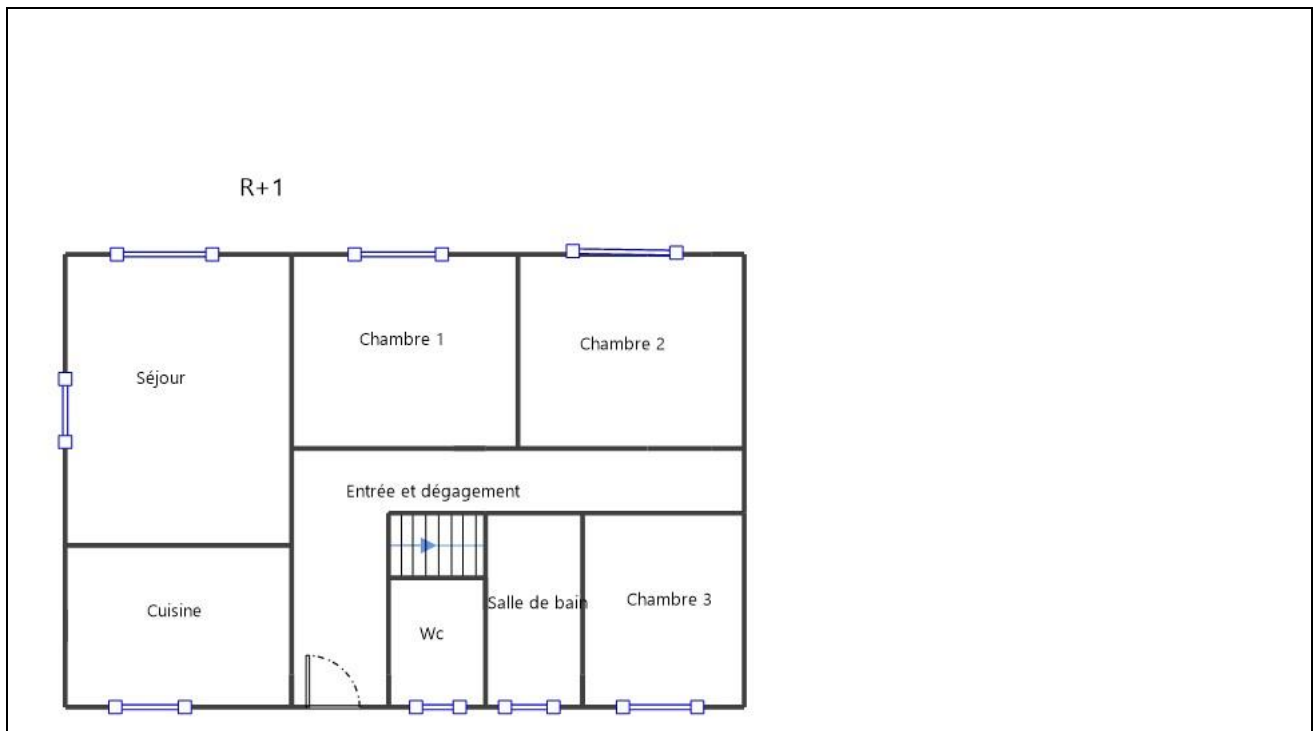 R+1
Chambre 1
Chambre 2
Séjour
Entrée et dégagement
Cuisine
Salle de bain
Chambre 3
Wc